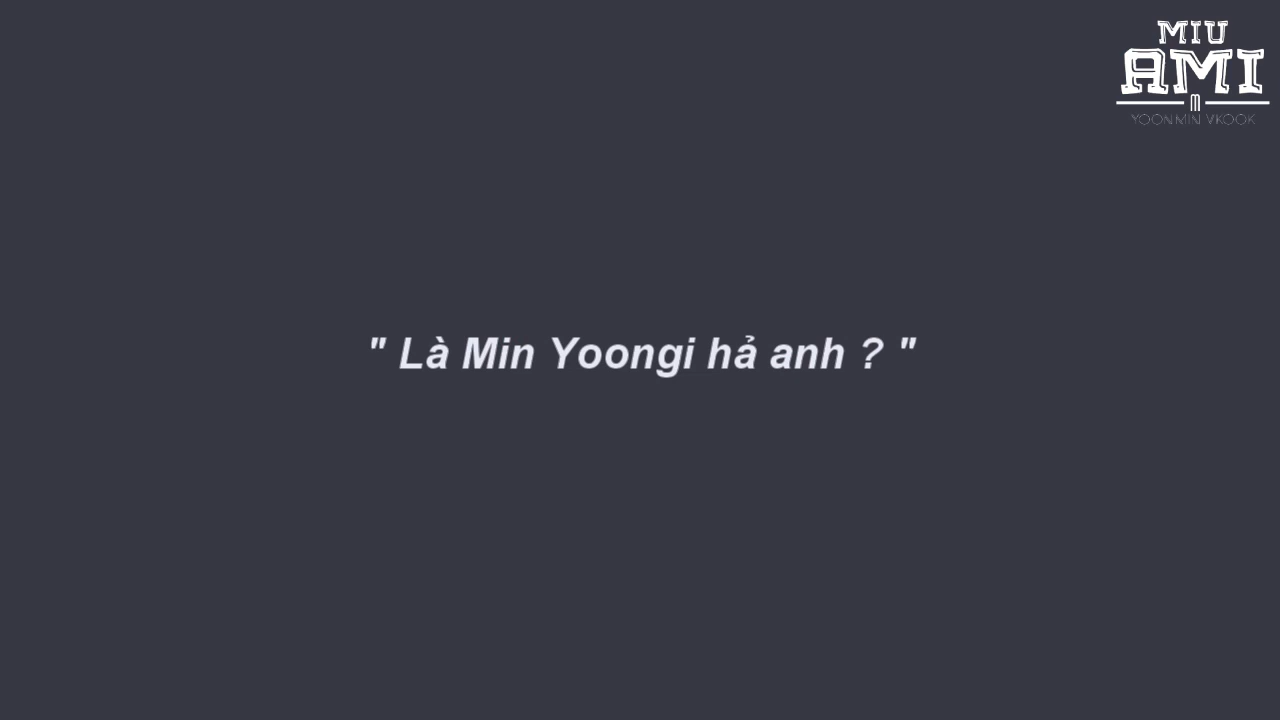 MIU
AMI
M
YOONMIN VKOOK
" Là Min Yoongi hả anh ? "